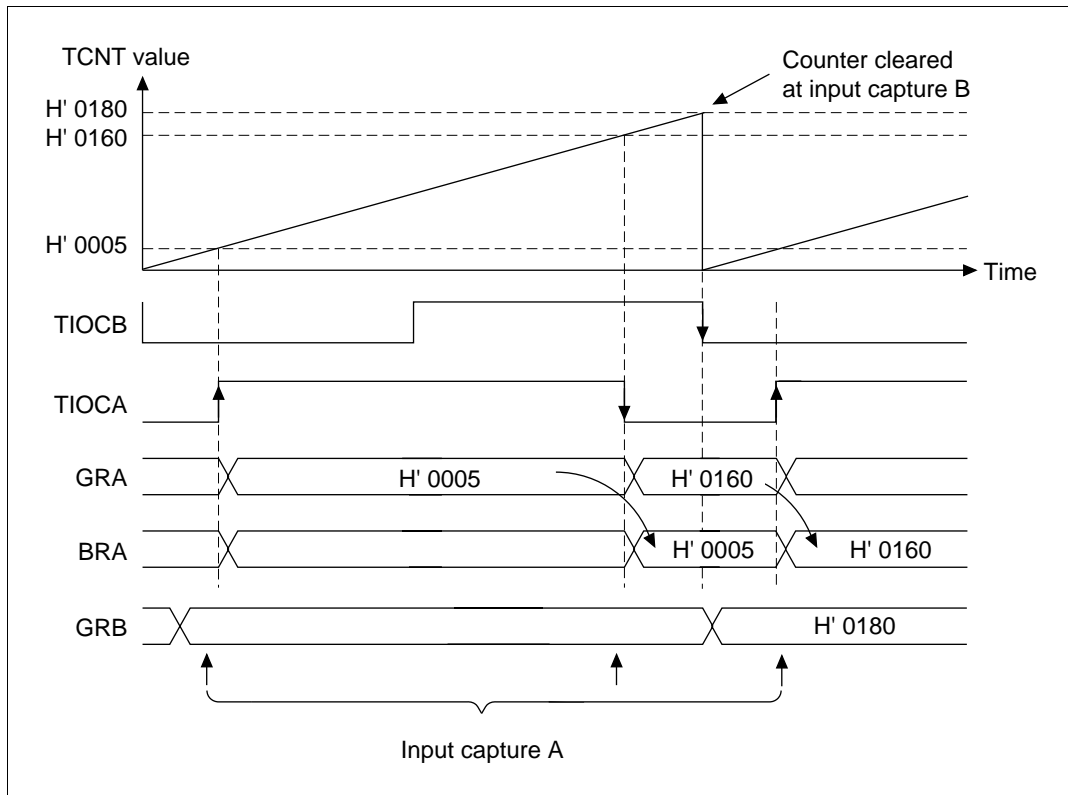 TCNT value
Counter cleared
at input capture B
H' 0180
H' 0160
H' 0005
Time
TIOCB
TIOCA
GRA
H' 0005
H' 0160
BRA
H' 0005
H' 0160
GRB
H' 0180
Input capture A